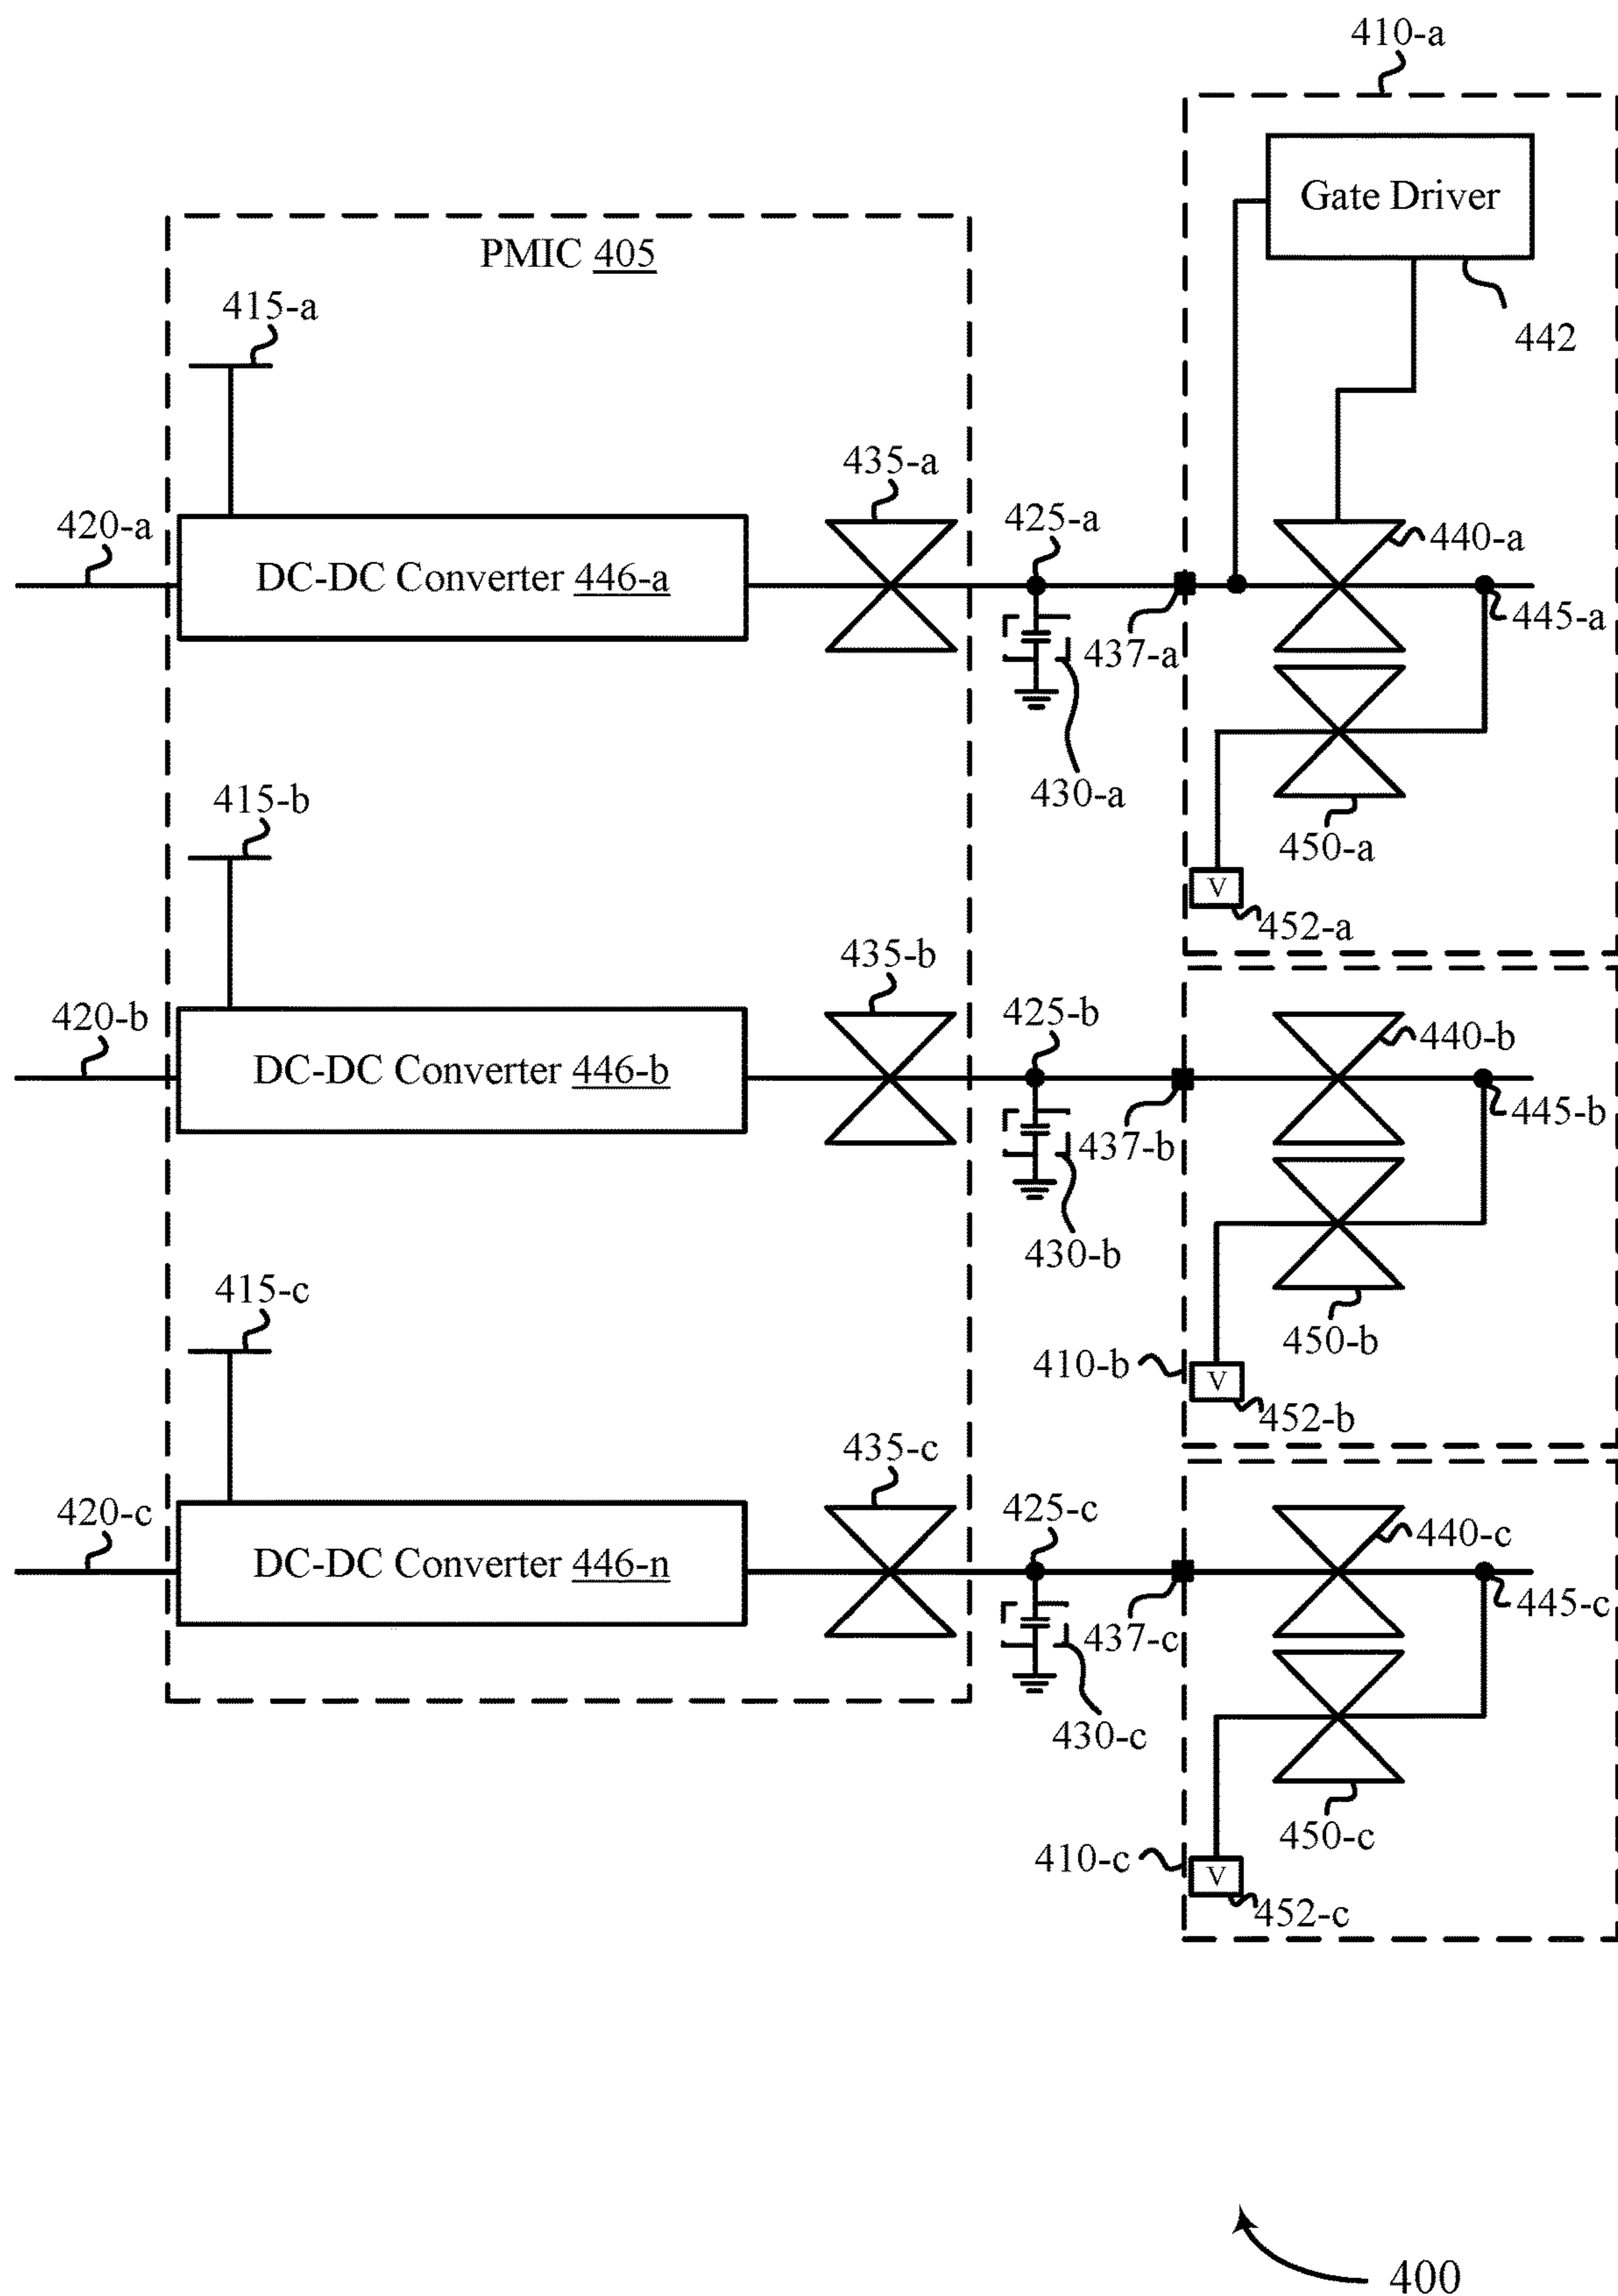 410-a
Gate Driver
442
PMIC 405
415-a
435-a
420-a
425-a
440-a
DC-DC Converter 446-a
437-a
445-a
430-a
450-a
V
452-a
415-b
435-b
420-b
425-b
440-b
DC-DC Converter 446-b
437-b
445-b
430-b
450-b
410-b
V
452-b
415-c
435-c
420-c
425-c
440-c
DC-DC Converter 446-n
437-c
445-c
430-c
450-c
410-c
V
452-c
400